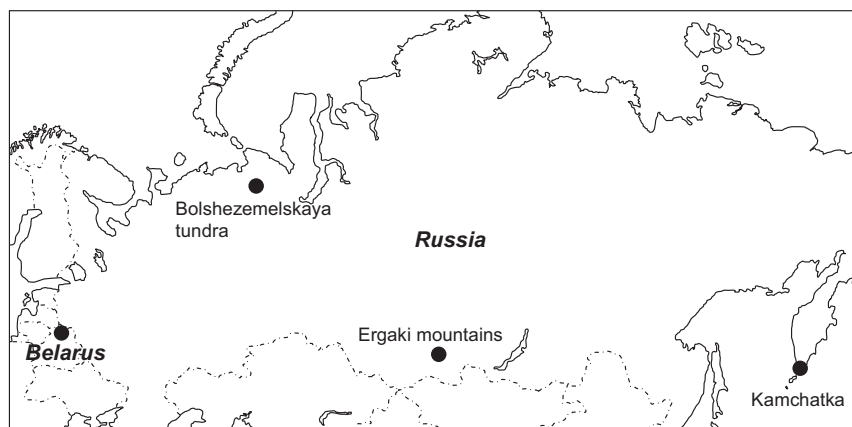 Bolshezemelskaya
tundra
Russia
Ergaki mountains
Belarus
Kamchatka